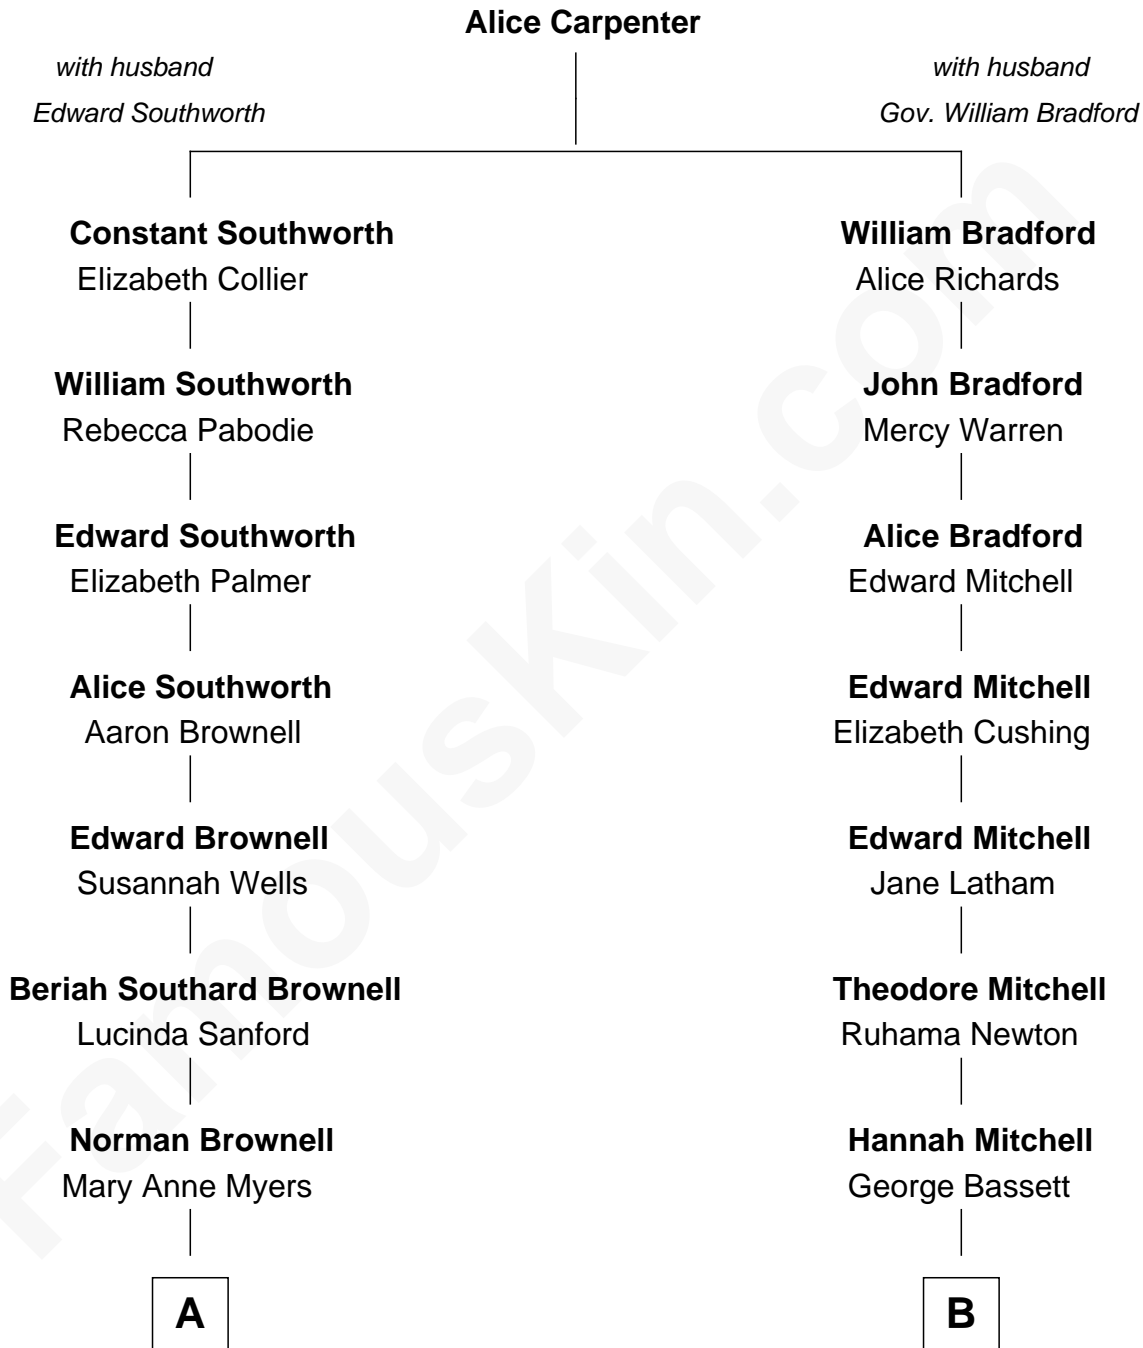 Alice Carpenter
with husband
Edward Southworth
with husband
Gov. William Bradford
Constant Southworth
Elizabeth Collier
William Bradford
Alice Richards
William Southworth
Rebecca Pabodie
John Bradford
Mercy Warren
Edward Southworth
Elizabeth Palmer
Alice Bradford
Edward Mitchell
Alice Southworth
Aaron Brownell
Edward Mitchell
Elizabeth Cushing
Edward Brownell
Susannah Wells
Edward Mitchell
Jane Latham
Beriah Southard Brownell
Lucinda Sanford
Theodore Mitchell
Ruhama Newton
Norman Brownell
Mary Anne Myers
Hannah Mitchell
George Bassett
A
B
FamousKin.com